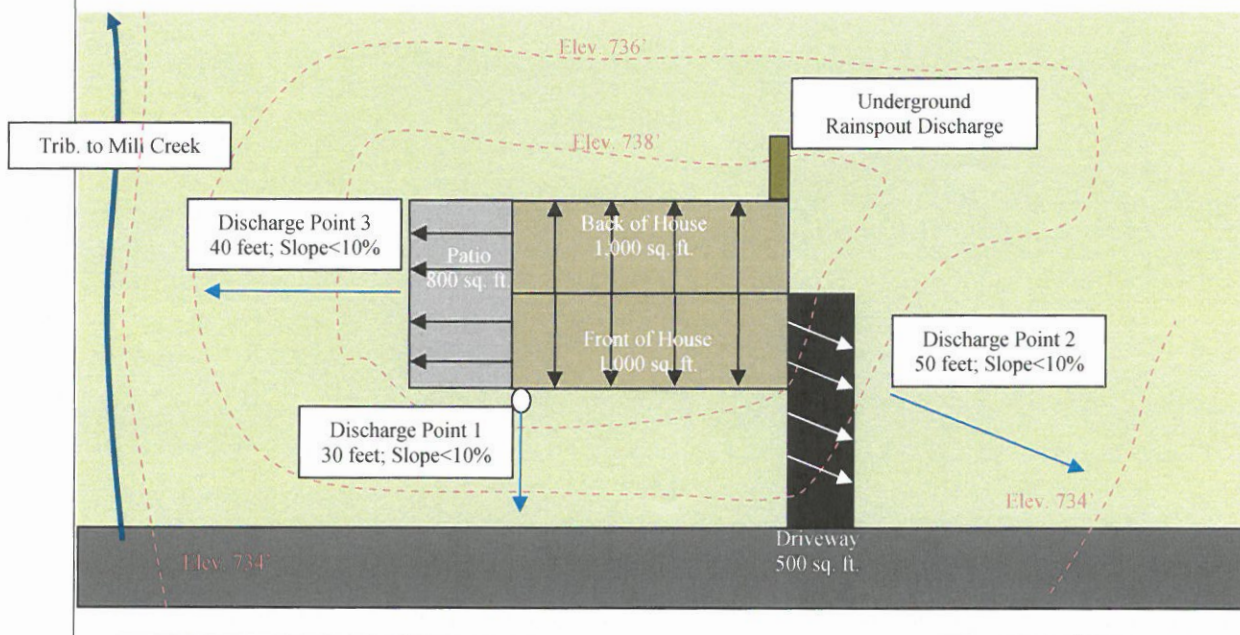 Elev. 736'
Underground
Rainspout Discharge
Trib. to Mill Creek
Elev. 738'
Discharge Point 3
40 feet; Slope<10%
Back of House
1,000 sq. ft.
Patio
800 sq. ft.
Front of House
1,000 sq. ft.
Discharge Point 2
50 feet; Slope<10%
Discharge Point 1
30 feet; Slope<10%
Elev. 734'
Driveway
500 sq. ft.
Elev. 734'